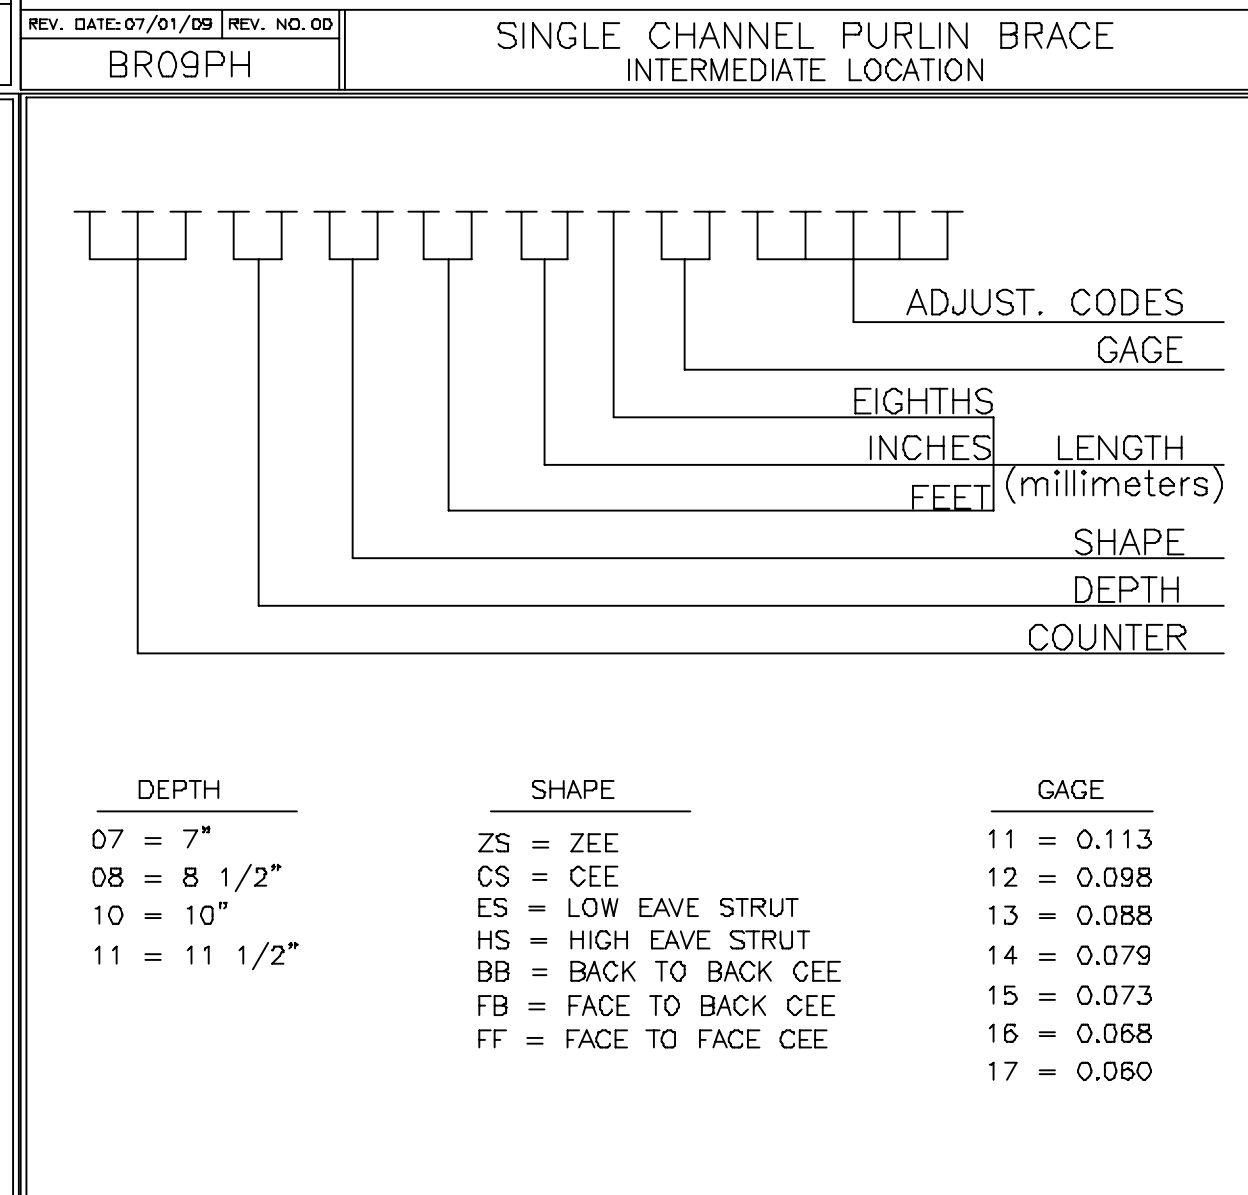 REV. DATE: 07/01/09 REV. NO. 0D
BR09PH
SINGLE CHANNEL PURLIN BRACE
INTERMEDIATE LOCATION
ADJUST. CODES
GAGE
EIGHTHS
INCHES LENGTH
(millimeters)
FEET
SHAPE
DEPTH
COUNTER
DEPTH
07 = 7"
08 = 8 1/2"
10 = 10"
11 = 11 1/2"
SHAPE
ZS = ZEE
CS = CEE
ES = LOW EAVE STRUT
HS = HIGH EAVE STRUT
BB = BACK TO BACK CEE
FB = FACE TO BACK CEE
FF = FACE TO FACE CEE
GAGE
11 = 0.113
12 = 0.098
13 = 0.088
14 = 0.079
15 = 0.073
16 = 0.068
17 = 0.060